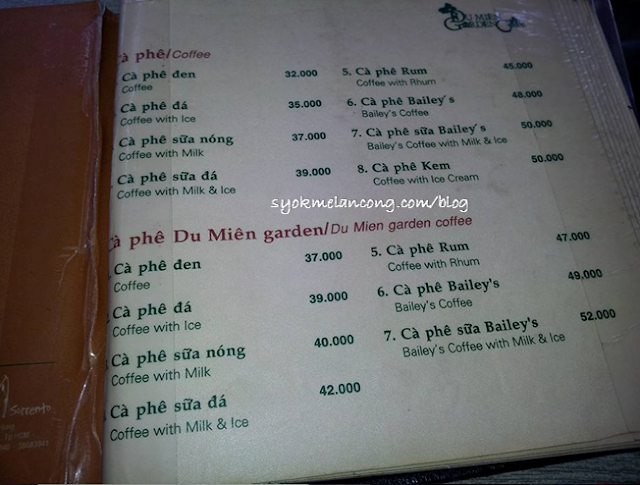 DU MIEN
GARDEN Cafe
Cà phê/Coffee
Cà phê đen 32.000
Coffee
Cà phê đá 35.000
Coffee with Ice
Cà phê sữa nóng 37.000
Coffee with Milk
Cà phê sữa đá 39.000
Coffee with Milk & Ice
5. Cà phê Rum 45.000
Coffee with Rhum
6. Cà phê Bailey's 48.000
Bailey's Coffee
7. Cà phê sữa Bailey's 50.000
Bailey's Coffee with Milk & Ice
8. Cà phê Kem 50.000
Coffee with Ice Cream
syokmelancong.com/blog
Cà phê Du Miên garden/Du Mien garden coffee
Cà phê đen 37.000
Coffee
Cà phê đá 39.000
Coffee with Ice
Cà phê sữa nóng 40.000
Coffee with Milk
Cà phê sữa đá 42.000
Coffee with Milk & Ice
5. Cà phê Rum 47.000
Coffee with Rhum
6. Cà phê Bailey's 49.000
Bailey's Coffee
7. Cà phê sữa Bailey's 52.000
Bailey's Coffee with Milk & Ice
Sorrento